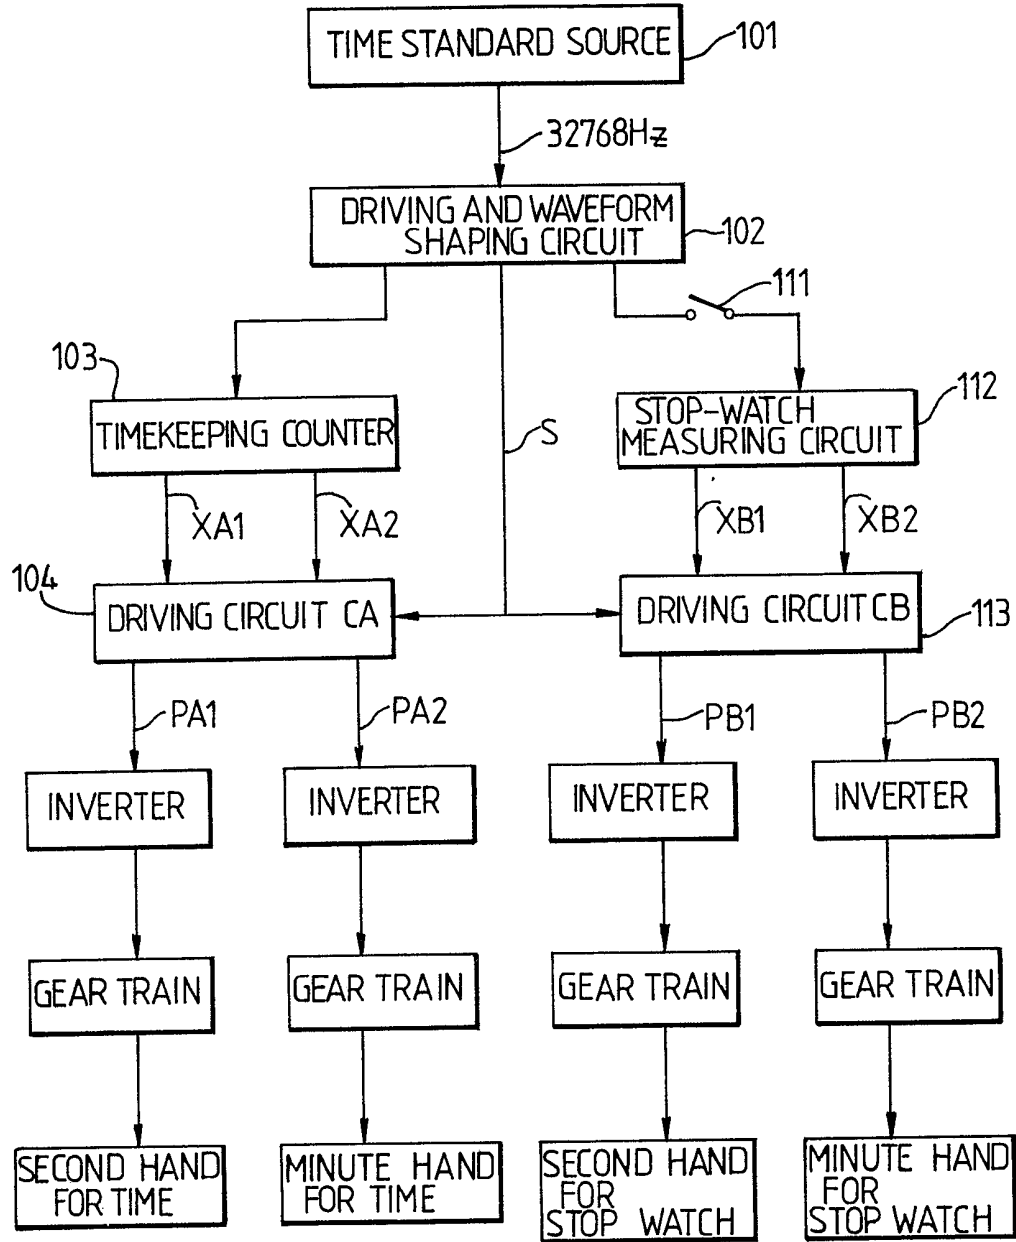 TIME STANDARD SOURCE
101
32768Hz
DRIVING AND WAVEFORM
SHAPING CIRCUIT
102
111
103
TIMEKEEPING COUNTER
S
STOP-WATCH
MEASURING CIRCUIT
112
XA1
XA2
XB1
XB2
104
DRIVING CIRCUIT CA
DRIVING CIRCUIT CB
113
PA1
PA2
PB1
PB2
INVERTER
INVERTER
INVERTER
INVERTER
GEAR TRAIN
GEAR TRAIN
GEAR TRAIN
GEAR TRAIN
SECOND HAND
FOR TIME
MINUTE HAND
FOR TIME
SECOND HAND
FOR
STOP WATCH
MINUTE HAND
FOR
STOP WATCH